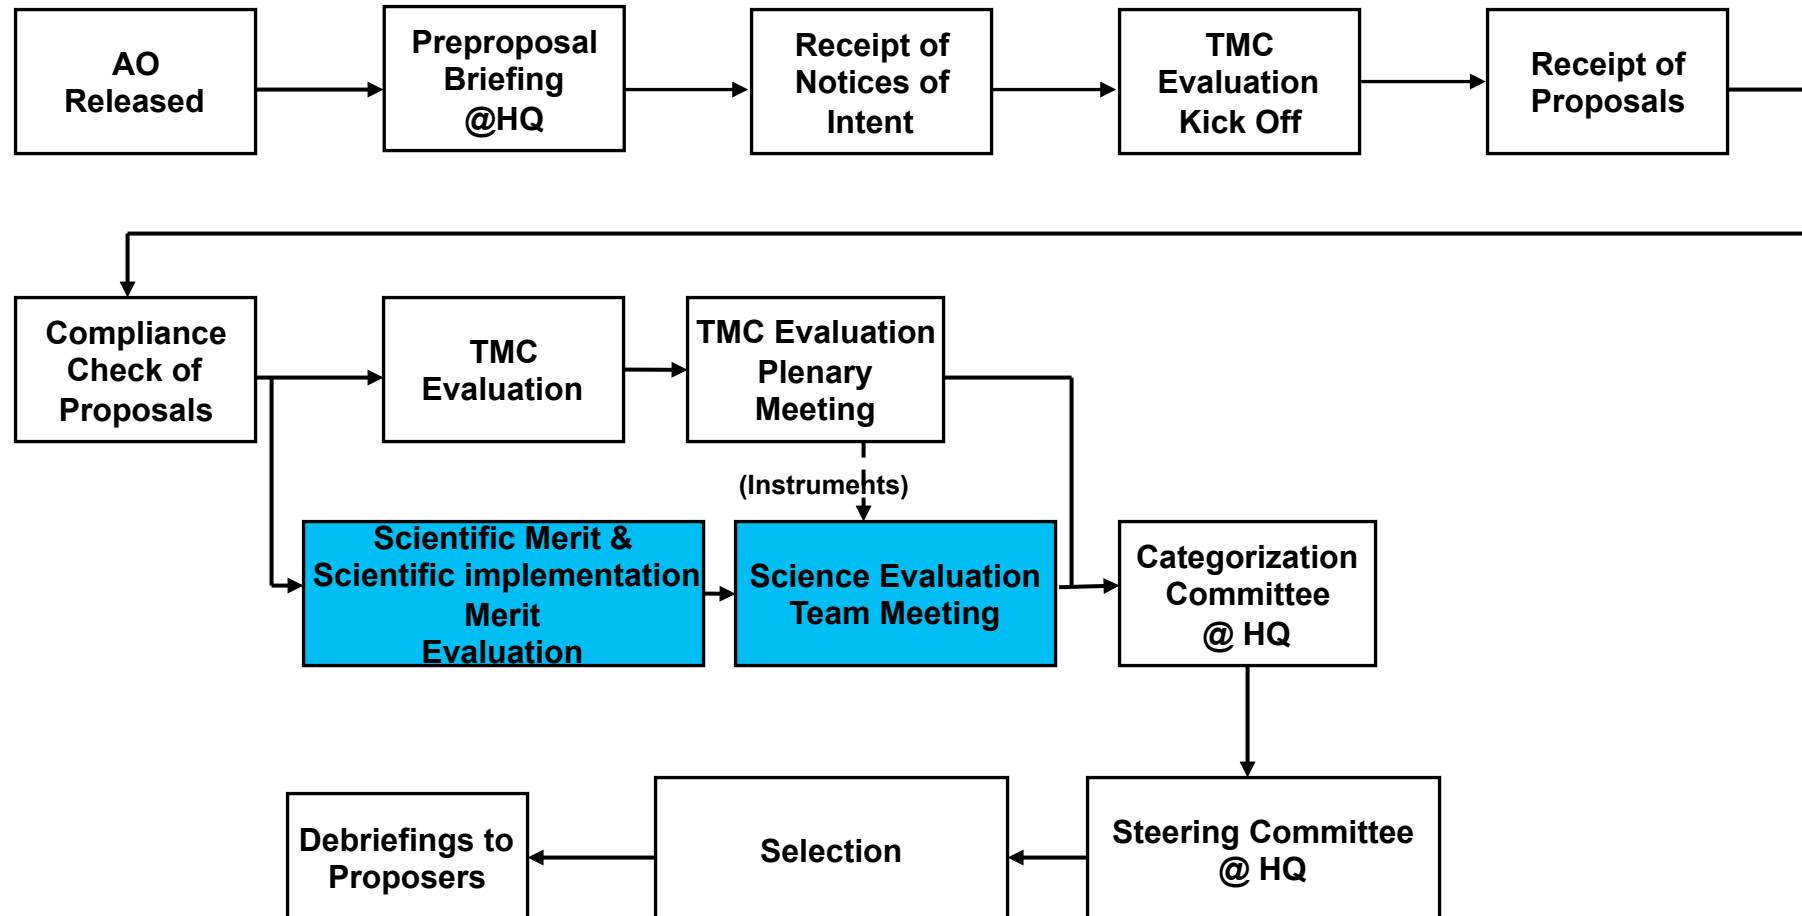 AO
Released
Preproposal
Briefing
@HQ
Receipt of
Notices of
Intent
TMC
Evaluation
Kick Off
Receipt of
Proposals
Compliance
Check of
Proposals
TMC
Evaluation
TMC Evaluation
Plenary
Meeting
(Instruments)
Scientific Merit &
Scientific implementation
Merit
Evaluation
Science Evaluation
Team Meeting
Categorization
Committee
@ HQ
Debriefings to
Proposers
Selection
Steering Committee
@ HQ